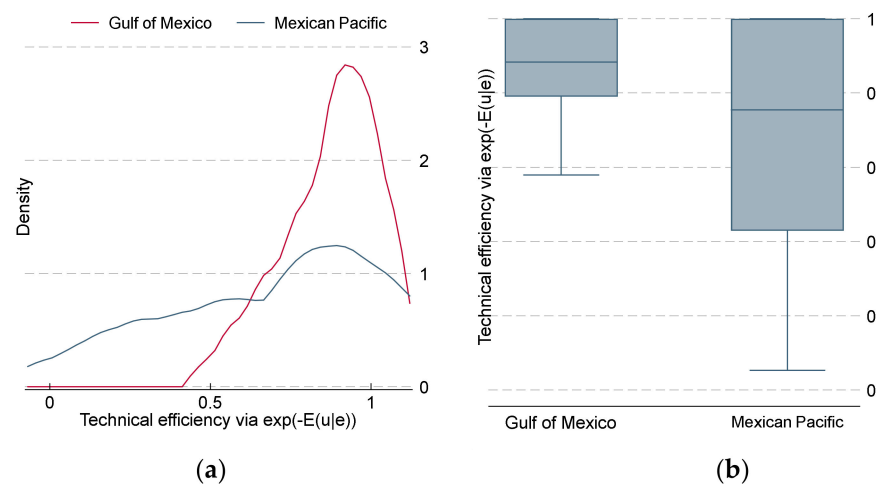 Gulf of Mexico
Mexican Pacific
3
2
1
0
Density
0
0.5
1
Technical efficiency via exp(-E(u|e))
(a)
1
0
0
0
0
0
Technical efficiency via exp(-E(u|e))
Gulf of Mexico
Mexican Pacific
(b)